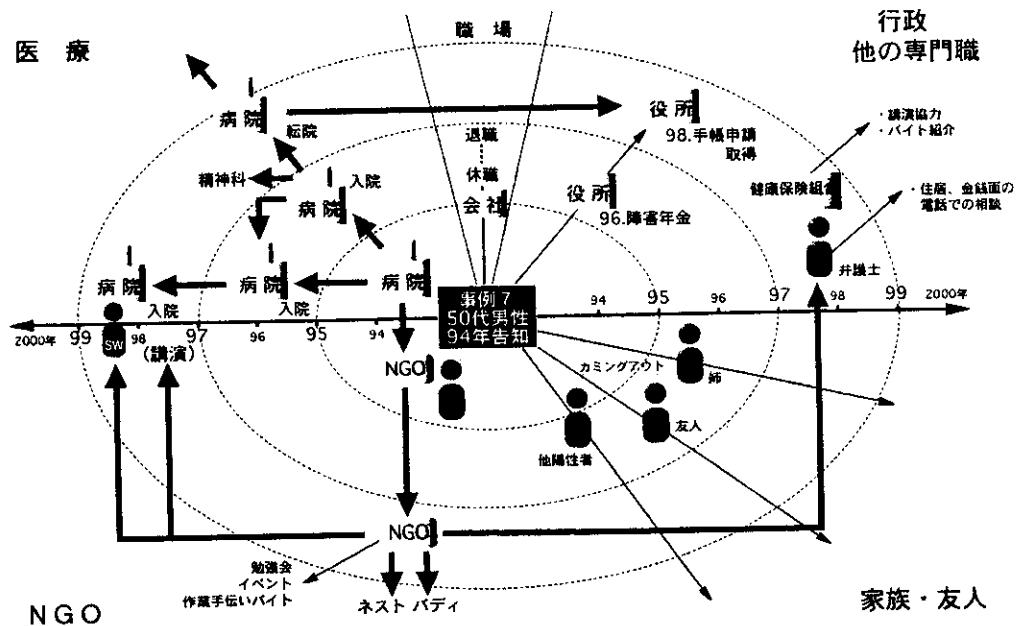 医 療
職 場
行政
他の専門職
病院
転院
役所
98.手帳申請
取得
・講演協力
・バイト紹介
退職
休職
会社
精神科
入院
病院
役所
96.障害年金
健康保険組合
・住居、金銭面の
電話での相談
弁護士
病院
入院
病院
入院
病院
事例7
50代男性
94年告知
2000年
99
98
97
96
95
94
94
95
96
97
98
99
2000年
SW
(講演)
NGO
カミングアウト
姉
友人
他陽性者
NGO
勉強会
イベント
作業手伝いバイト
ネスト バディ
NGO
家族・友人